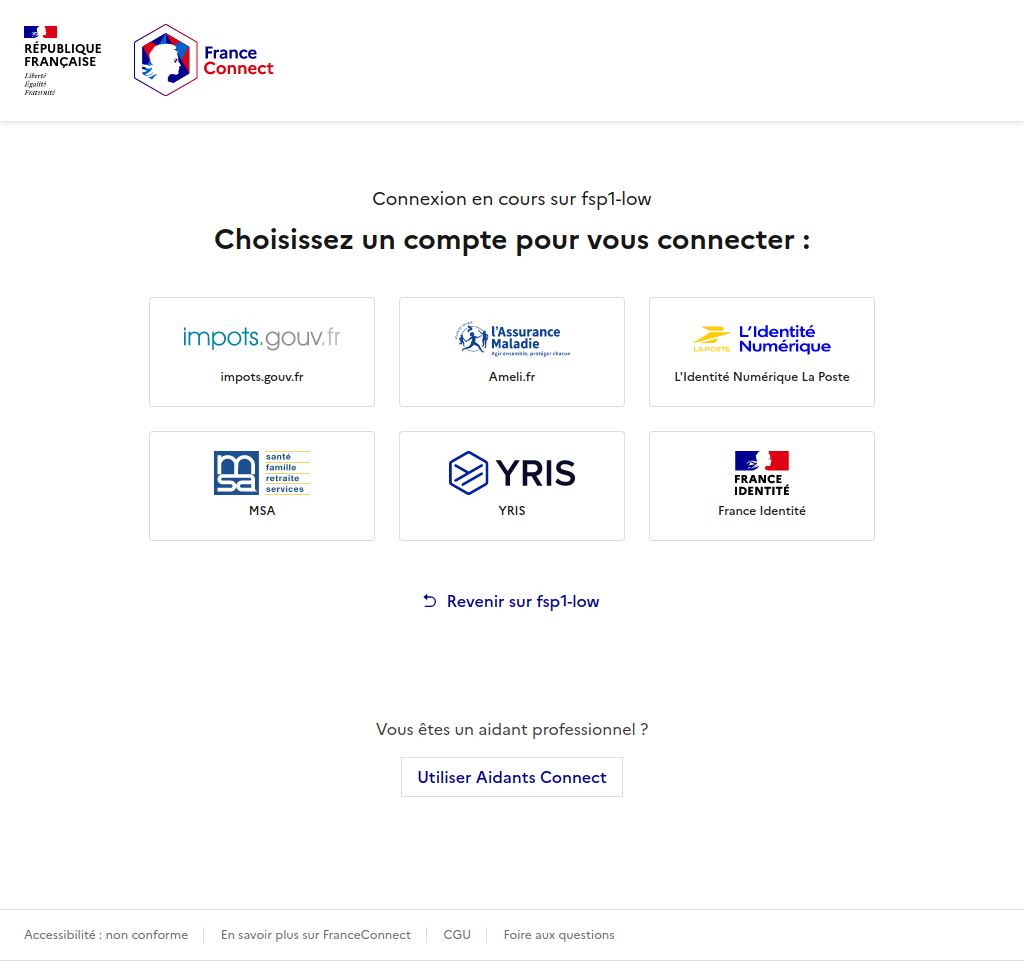 RÉPUBLIQUE
FRANÇAISE
Liberté
Égalité
Fraternité
France
Connect
Connexion en cours sur fsp1-low
Choisissez un compte pour vous connecter :
impots.gouv.fr
impots.gouv.fr
l'Assurance
Maladie
Agir ensemble, protéger chacun
Ameli.fr
LA POSTE
L'Identité
Numérique
L'Identité Numérique La Poste
msa
santé
famille
retraite
services
MSA
YRIS
YRIS
FRANCE
IDENTITÉ
France Identité
Revenir sur fsp1-low
Vous êtes un aidant professionnel ?
Utiliser Aidants Connect
Accessibilité : non conforme
En savoir plus sur FranceConnect
CGU
Foire aux questions